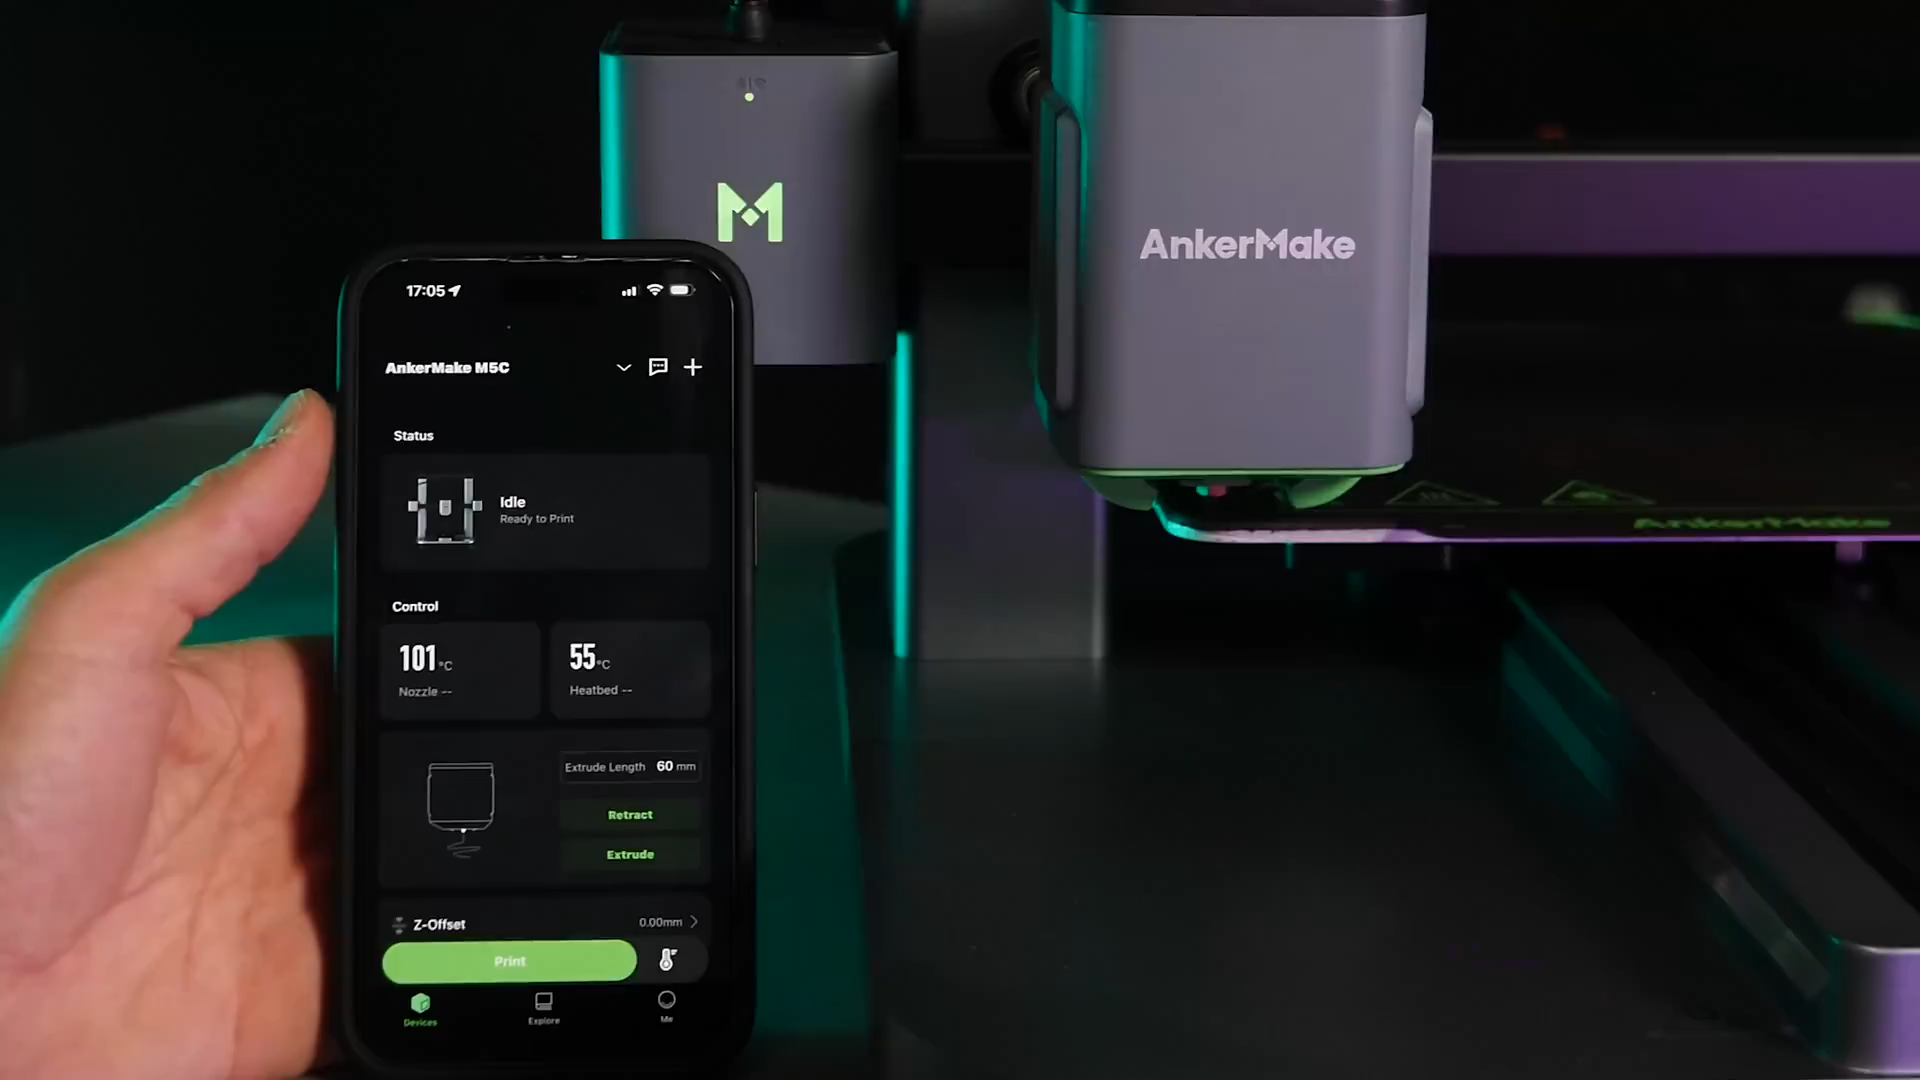 AnkerMake
17:05
AnkerMake M5C
Status
Idle
Ready to Print
Control
101°C
Nozzle --
55°C
Heatbed --
Extrude Length 60 mm
Retract
Extrude
Z-Offset 0.00mm
Print
Devices
Explore
Me
AnkerMake